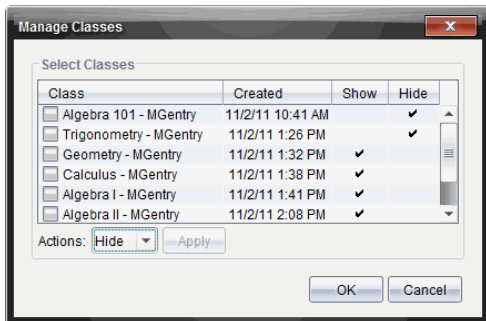 Manage Classes
Select Classes
Class Created Show Hide
Algebra 101 - MGentry 11/2/11 10:41 AM ✔
Trigonometry - MGentry 11/2/11 1:26 PM ✔
Geometry - MGentry 11/2/11 1:32 PM ✔
Calculus - MGentry 11/2/11 1:38 PM ✔
Algebra I - MGentry 11/2/11 1:41 PM ✔
Algebra II - MGentry 11/2/11 2:08 PM ✔
Actions: Hide Apply
OK Cancel